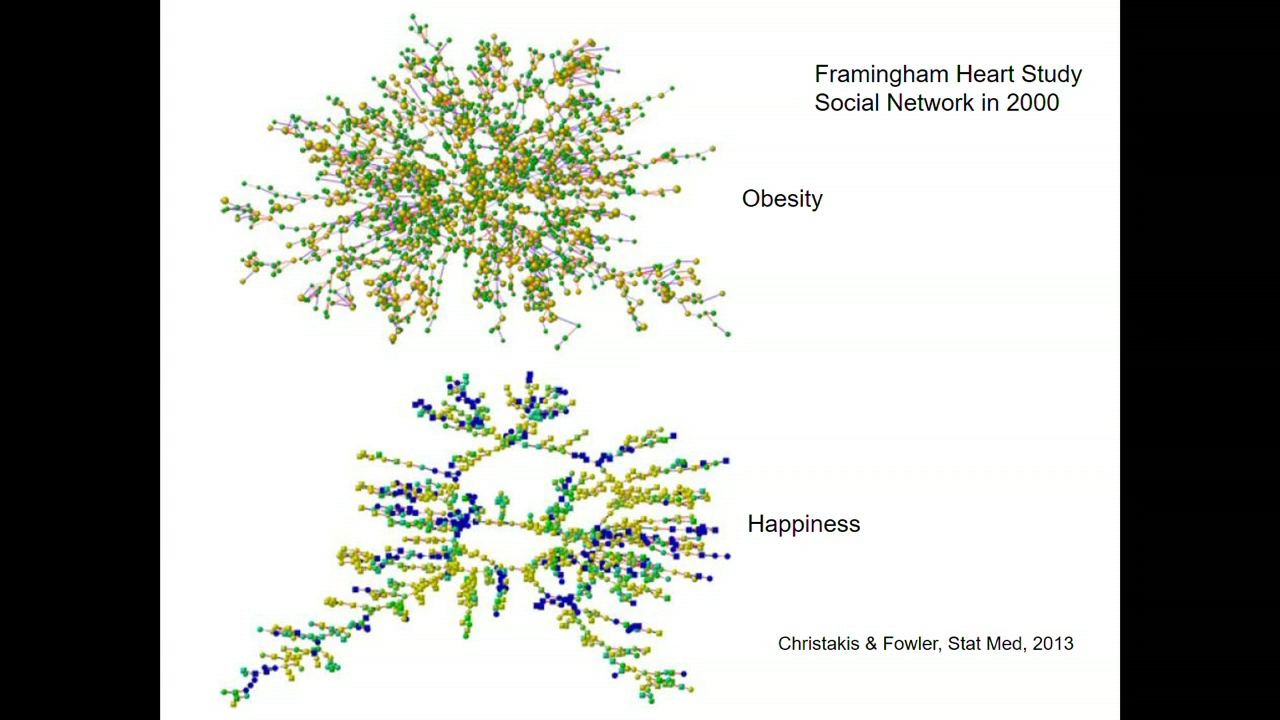 Framingham Heart Study
Social Network in 2000
Obesity
Happiness
Christakis & Fowler, Stat Med, 2013